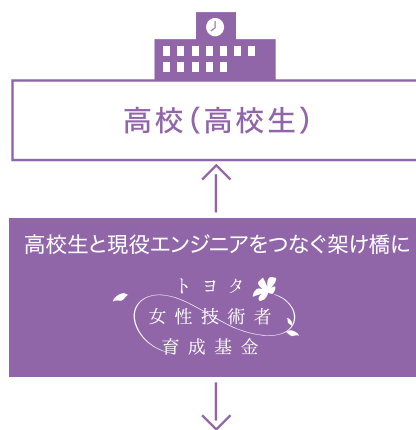 高校（高校生）
高校生と現役エンジニアをつなぐ架け橋に
トヨタ
女性技術者
育成基金